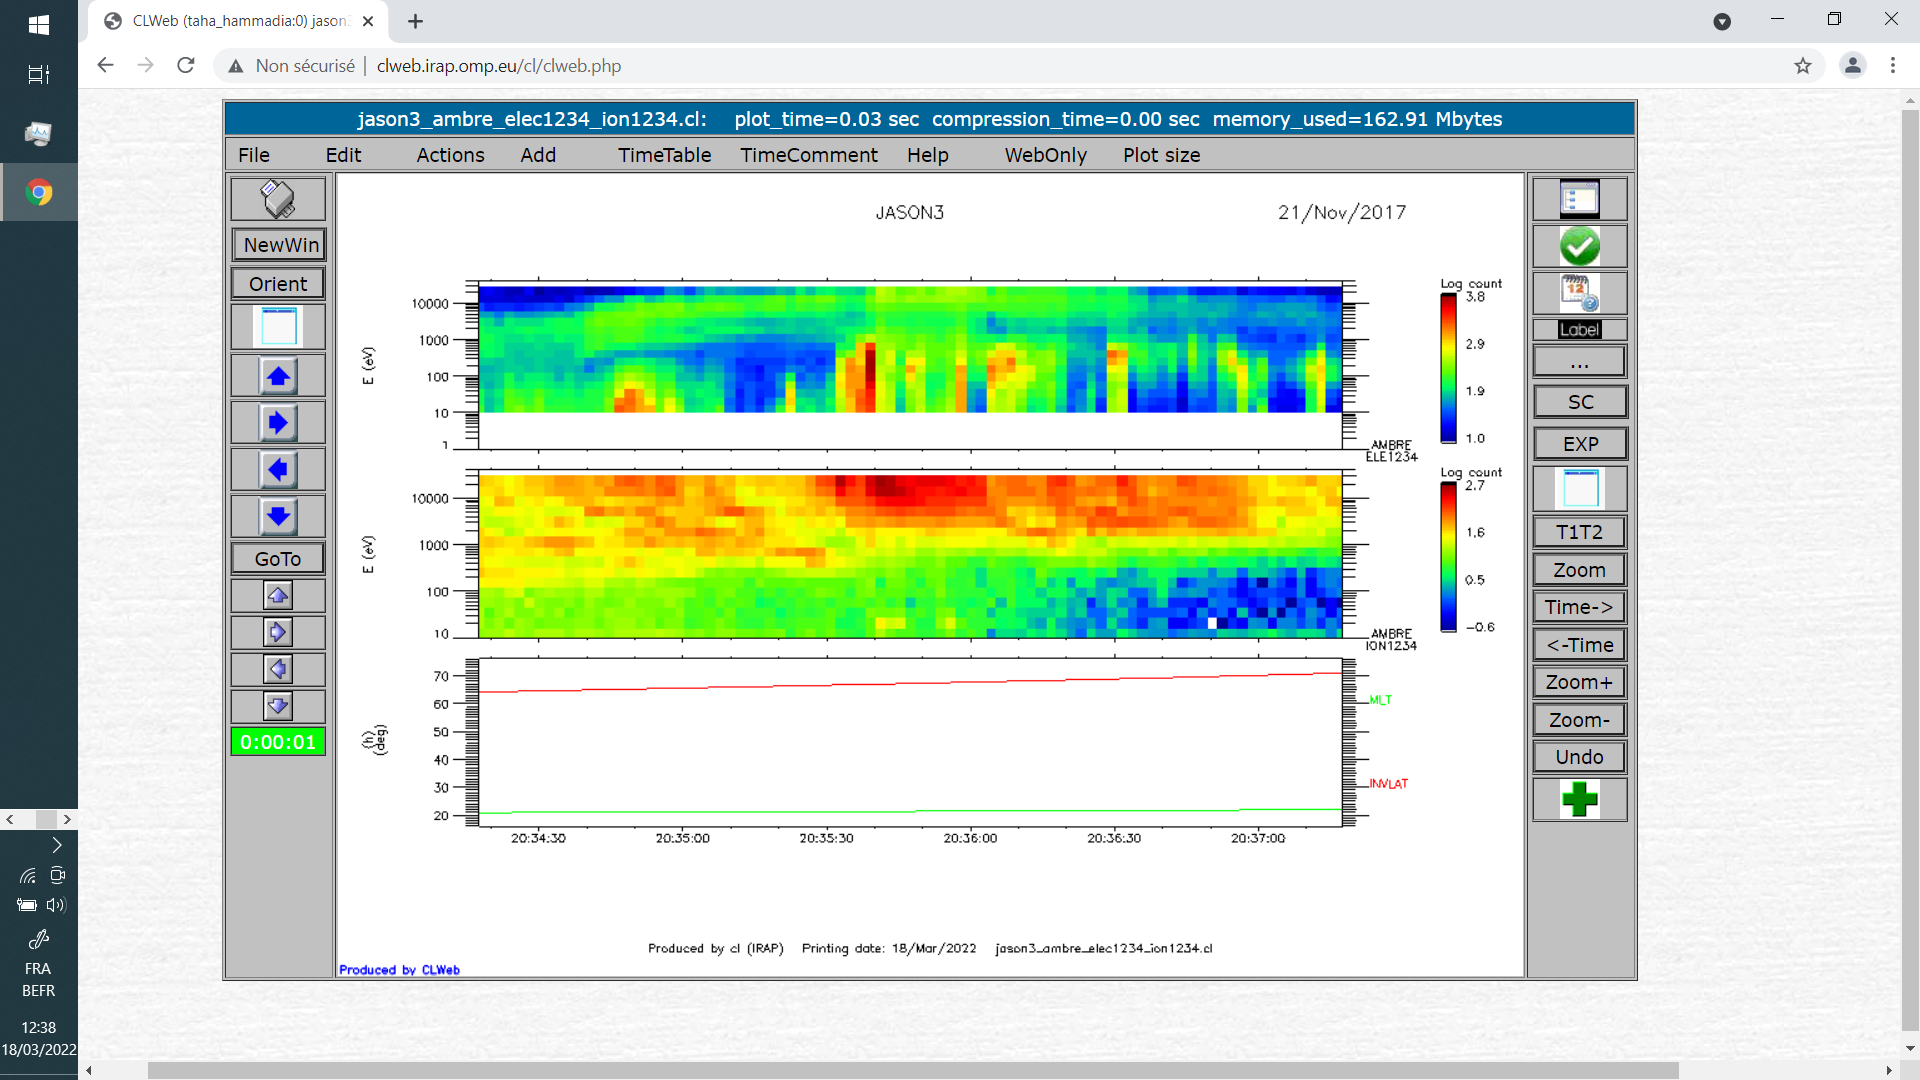 CLWeb (taha_hammadia:0) jason3
Non sécurisé | clweb.irap.omp.eu/cl/clweb.php
jason3_ambre_elec1234_ion1234.cl: plot_time=0.03 sec compression_time=0.00 sec memory_used=162.91 Mbytes
File Edit Actions Add TimeTable TimeComment Help WebOnly Plot size
NewWin
Orient
GoTo
0:00:01
JASON3 21/Nov/2017
10000
1000
100
10
1
E (eV)
Log count
3.8
2.9
1.9
1.0
AMBRE
ELE1234
10000
1000
100
10
E (eV)
Log count
2.7
1.6
0.5
-0.6
AMBRE
ION1234
70
60
50
40
30
20
(h)
(deg)
MLT
INVLAT
20:34:30 20:35:00 20:35:30 20:36:00 20:36:30 20:37:00
Produced by cl (IRAP) Printing date: 18/Mar/2022 jason3_ambre_elec1234_ion1234.cl
Produced by CLWeb
12
Label
...
SC
EXP
T1T2
Zoom
Time->
<-Time
Zoom+
Zoom-
Undo
FRA
BEFR
12:38
18/03/2022